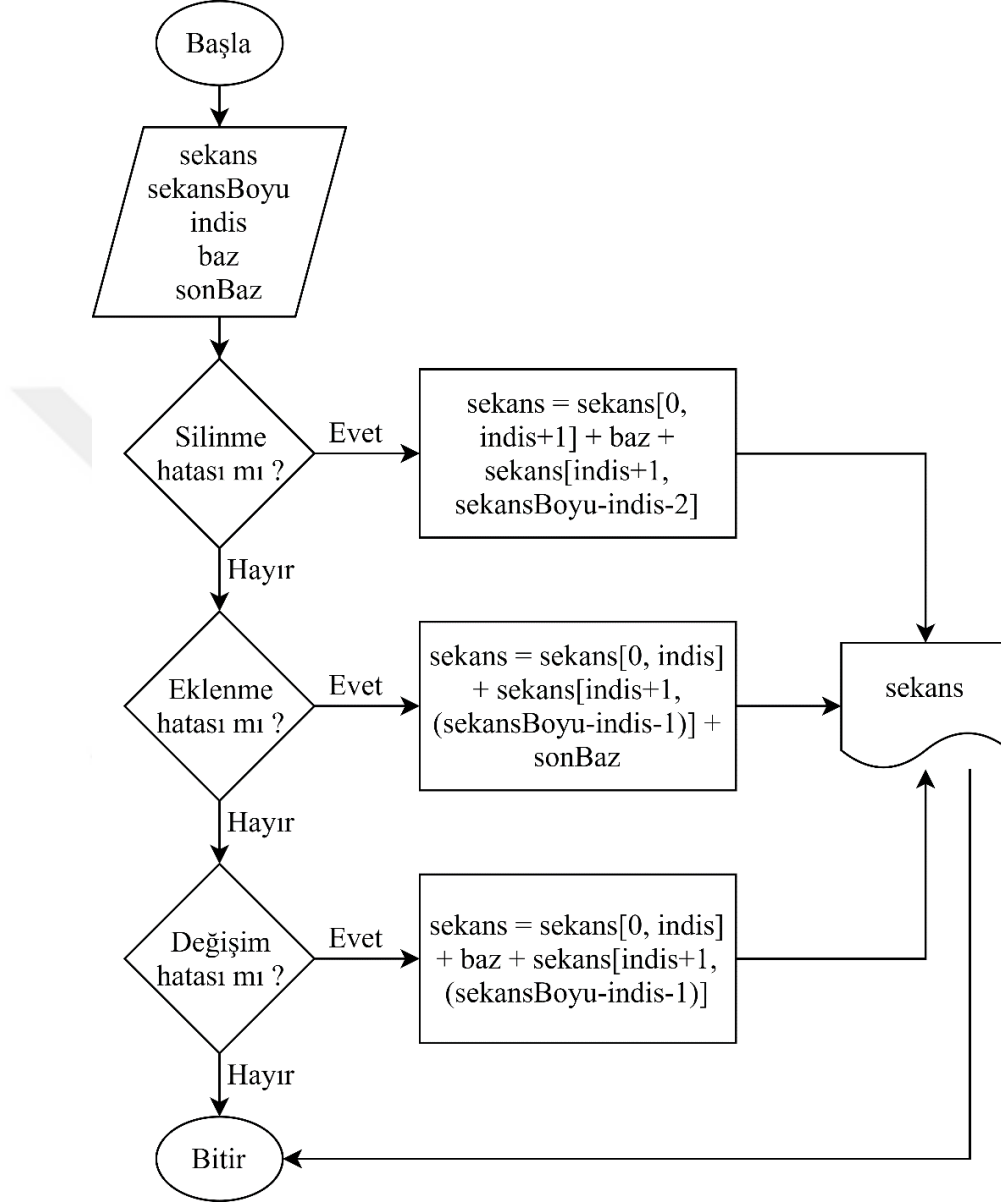 Başla
sekans
sekansBoyu
indis
baz
sonBaz
Silinme
hatası mı ?
Evet
sekans = sekans[0,
indis+1] + baz +
sekans[indis+1,
sekansBoyu-indis-2]
Hayır
Eklenme
hatası mı ?
Evet
sekans = sekans[0, indis]
+ sekans[indis+1,
(sekansBoyu-indis-1)] +
sonBaz
sekans
Hayır
Değişim
hatası mı ?
Evet
sekans = sekans[0, indis]
+ baz + sekans[indis+1,
(sekansBoyu-indis-1)]
Hayır
Bitir